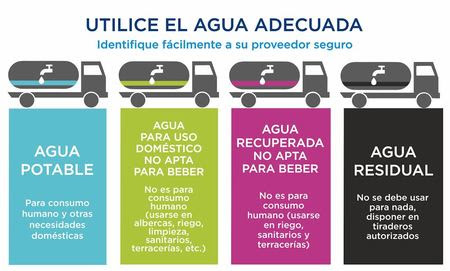 UTILICE EL AGUA ADECUADA
Identifique fácilmente a su proveedor seguro
AGUA
POTABLE
Para consumo
humano y otras
necesidades
domésticas
AGUA
PARA USO
DOMÉSTICO
NO APTA
PARA BEBER
No es para
consumo
humano (usarse
en albercas, riego,
limpieza,
sanitarios,
terracerías, etc.)
AGUA
RECUPERADA
NO APTA
PARA BEBER
No es para
consumo
humano (usarse
en riego,
sanitarios y
terracerías)
AGUA
RESIDUAL
No se debe usar
para nada,
disponer en
tiraderos
autorizados